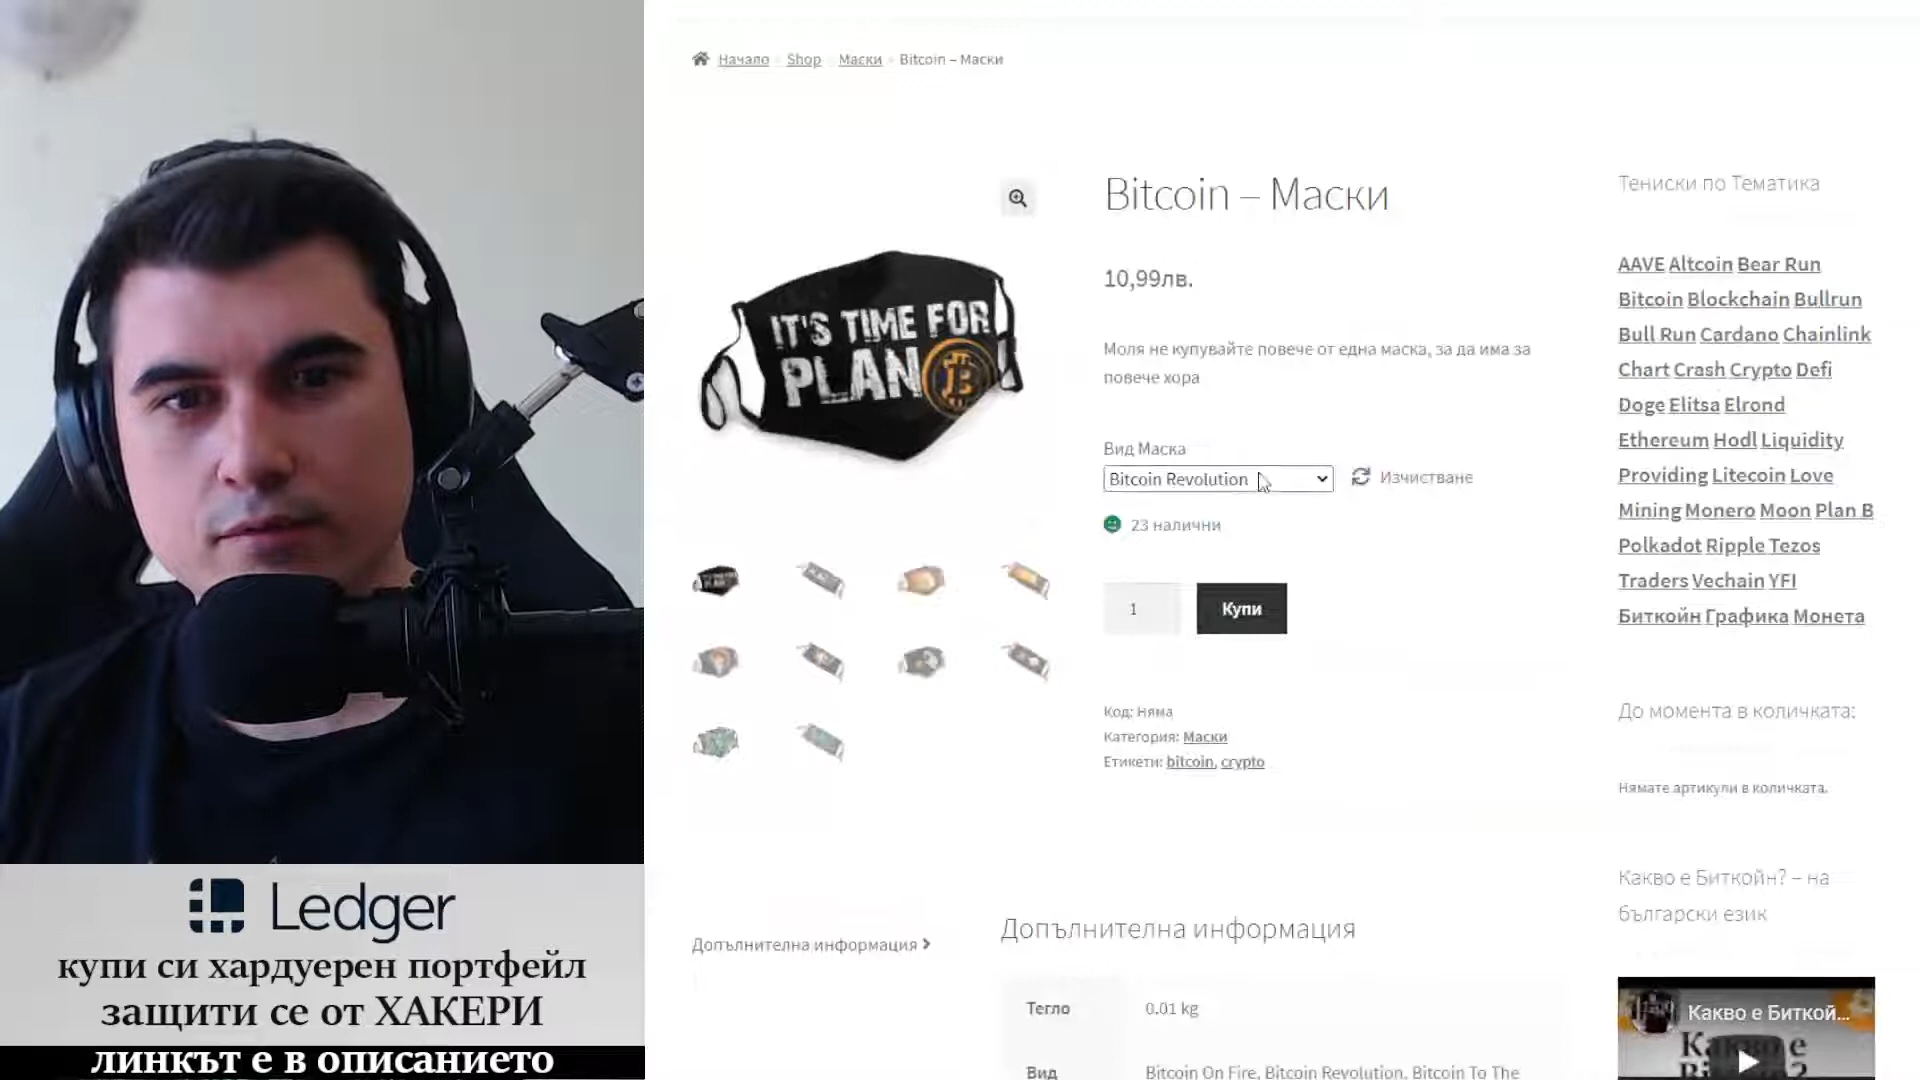 Начало Shop Маски Bitcoin – Маски
Bitcoin – Маски
10,99лв.
IT'S TIME FOR
PLAN
Моля не купувайте повече от една маска, за да има за
повече хора
Вид Маска
Bitcoin Revolution
Изчистване
23 налични
1
Купи
Код: Няма
Категория: Маски
Етикети: bitcoin, crypto
Допълнителна информация
Допълнителна информация
Тегло 0.01 kg
Вид Bitcoin On Fire, Bitcoin Revolution, Bitcoin To The
Тениски по Тематика
AAVE Altcoin Bear Run
Bitcoin Blockchain Bullrun
Bull Run Cardano Chainlink
Chart Crash Crypto Defi
Doge Elitsa Elrond
Ethereum Hodl Liquidity
Providing Litecoin Love
Mining Monero Moon Plan B
Polkadot Ripple Tezos
Traders Vechain YFI
Биткойн Графика Монета
До момента в количката:
Нямате артикули в количката.
Какво е Биткойн? – на
български език
Какво е Биткой...
Какво е
Ledger
купи си хардуерен портфейл
защити се от ХАКЕРИ
линкът е в описанието